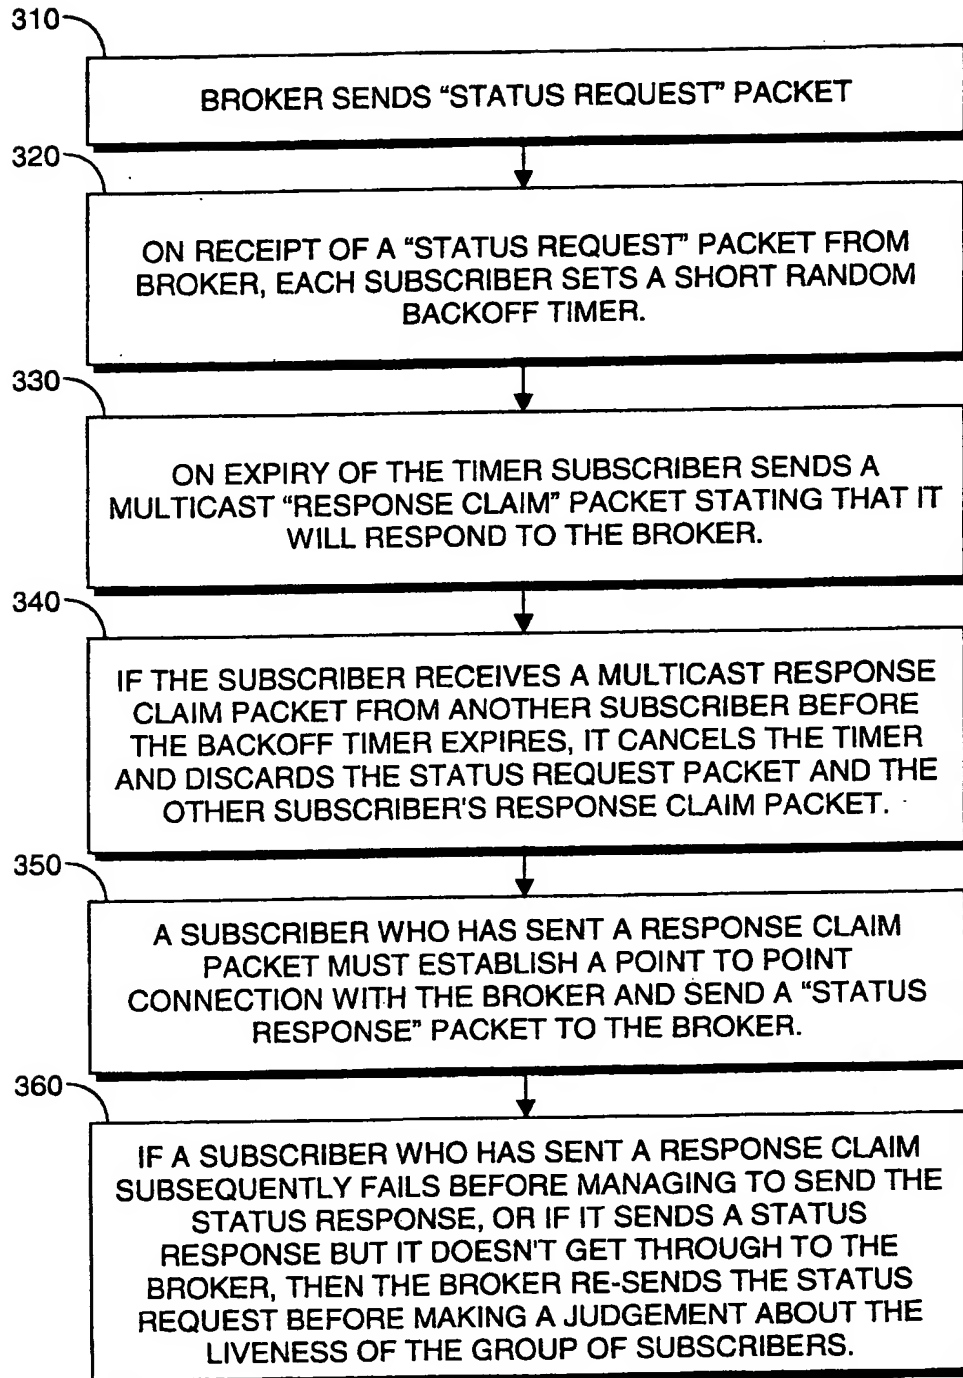 310
BROKER SENDS “STATUS REQUEST” PACKET
320
ON RECEIPT OF A “STATUS REQUEST” PACKET FROM
BROKER, EACH SUBSCRIBER SETS A SHORT RANDOM
BACKOFF TIMER.
330
ON EXPIRY OF THE TIMER SUBSCRIBER SENDS A
MULTICAST “RESPONSE CLAIM” PACKET STATING THAT IT
WILL RESPOND TO THE BROKER.
340
IF THE SUBSCRIBER RECEIVES A MULTICAST RESPONSE
CLAIM PACKET FROM ANOTHER SUBSCRIBER BEFORE
THE BACKOFF TIMER EXPIRES, IT CANCELS THE TIMER
AND DISCARDS THE STATUS REQUEST PACKET AND THE
OTHER SUBSCRIBER'S RESPONSE CLAIM PACKET.
350
A SUBSCRIBER WHO HAS SENT A RESPONSE CLAIM
PACKET MUST ESTABLISH A POINT TO POINT
CONNECTION WITH THE BROKER AND SEND A “STATUS
RESPONSE” PACKET TO THE BROKER.
360
IF A SUBSCRIBER WHO HAS SENT A RESPONSE CLAIM
SUBSEQUENTLY FAILS BEFORE MANAGING TO SEND THE
STATUS RESPONSE, OR IF IT SENDS A STATUS
RESPONSE BUT IT DOESN'T GET THROUGH TO THE
BROKER, THEN THE BROKER RE-SENDS THE STATUS
REQUEST BEFORE MAKING A JUDGEMENT ABOUT THE
LIVENESS OF THE GROUP OF SUBSCRIBERS.